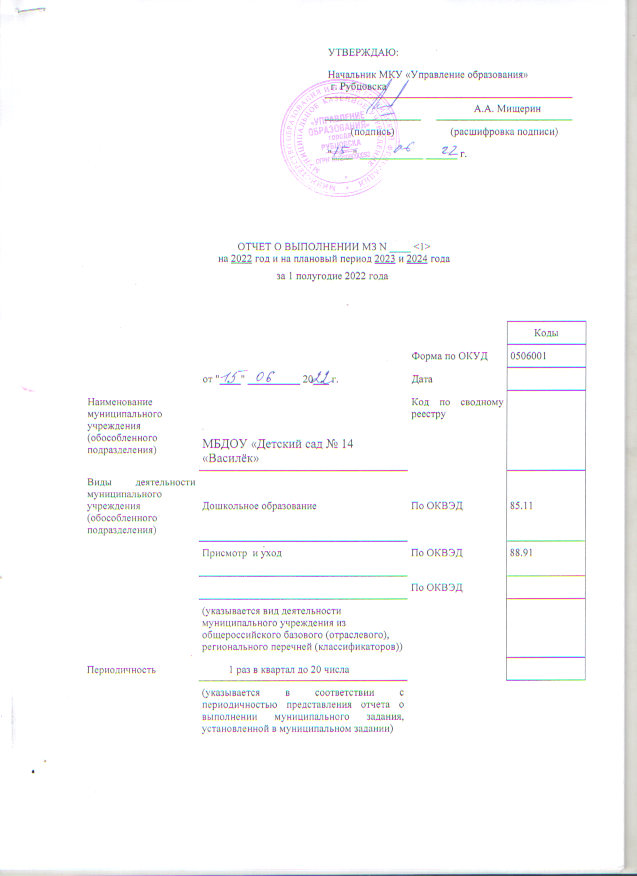 УТВЕРЖДАЮ:
Начальник МКУ «Управление образования»
г. Рубцовска
А.А. Мищерин
(подпись) (расшифровка подписи)
"15" 06 22 г.
«УПРАВЛЕНИЕ
ОБРАЗОВАНИЯ»
ГОРОДА
РУБЦОВСКА
ОТЧЕТ О ВЫПОЛНЕНИИ МЗ N ____ <1>
на 2022 год и на плановый период 2023 и 2024 года
за 1 полугодие 2022 года
Коды
Форма по ОКУД 0506001
от "15" 06 2022 г. Дата
Наименование
муниципального
учреждения
(обособленного
подразделения)
МБДОУ «Детский сад № 14
«Василёк»
Код по сводному
реестру
Виды деятельности
муниципального
учреждения
(обособленного
подразделения)
Дошкольное образование По ОКВЭД 85.11
Присмотр и уход По ОКВЭД 88.91
По ОКВЭД
(указывается вид деятельности
муниципального учреждения из
общероссийского базового (отраслевого),
регионального перечней (классификаторов))
Периодичность 1 раз в квартал до 20 числа
(указывается в соответствии с
периодичностью представления отчета о
выполнении муниципального задания,
установленной в муниципальном задании)